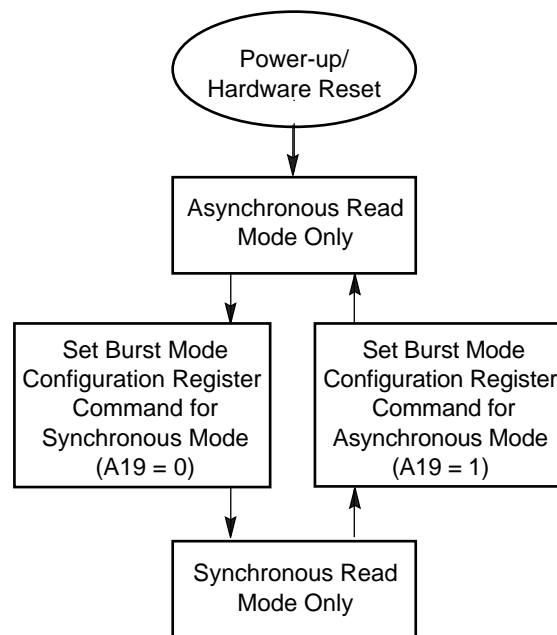 Power-up/
Hardware Reset
Asynchronous Read
Mode Only
Set Burst Mode
Configuration Register
Command for
Synchronous Mode
(A19 = 0)
Set Burst Mode
Configuration Register
Command for
Asynchronous Mode
(A19 = 1)
Synchronous Read
Mode Only